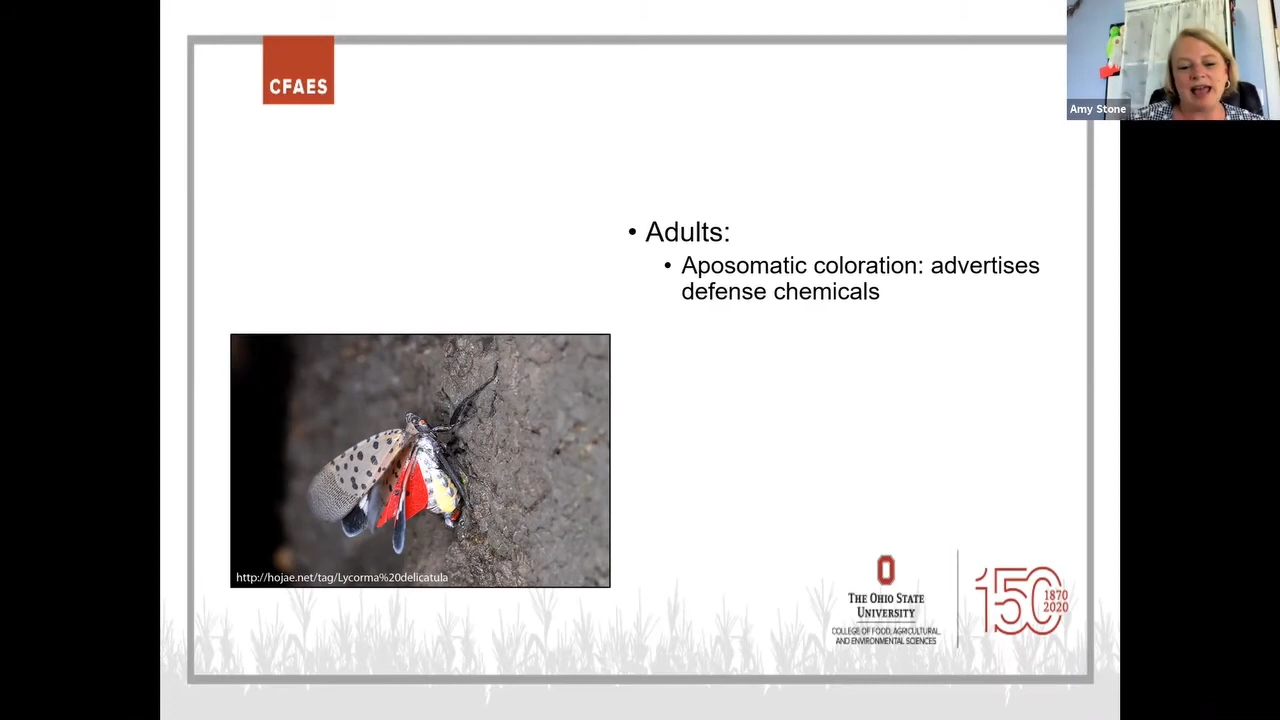 CFAES
Amy Stone
• Adults:
• Aposomatic coloration: advertises
defense chemicals
http://hojae.net/tag/Lycorma%20delicatula
THE OHIO STATE
UNIVERSITY
COLLEGE OF FOOD, AGRICULTURAL,
AND ENVIRONMENTAL SCIENCES
150
1870
2020